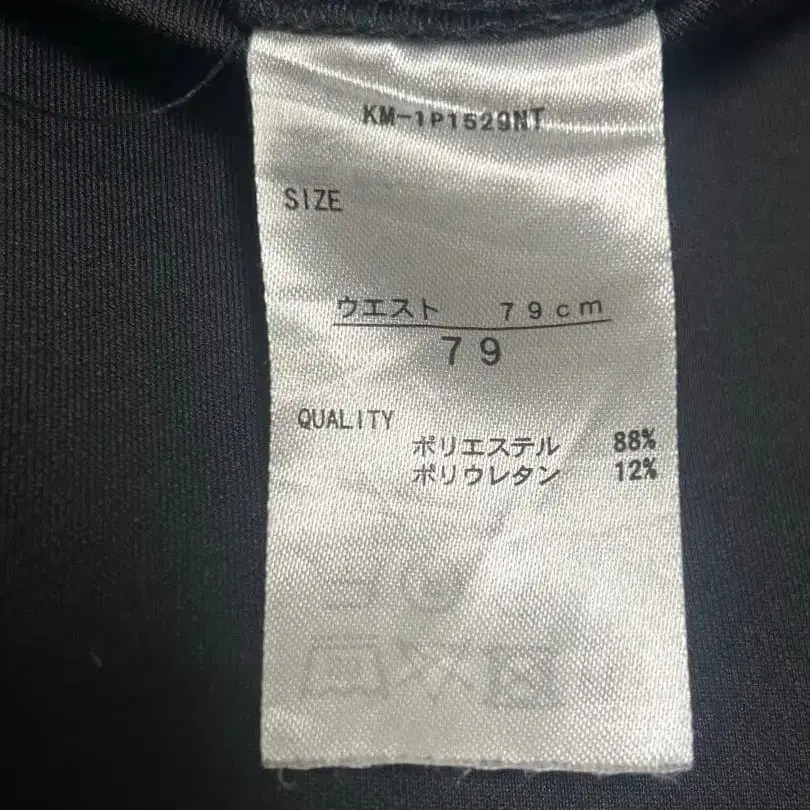 KM-1P1529NT
SIZE
ウエスト 79cm
79
QUALITY
ポリエステル 88%
ポリウレタン 12%